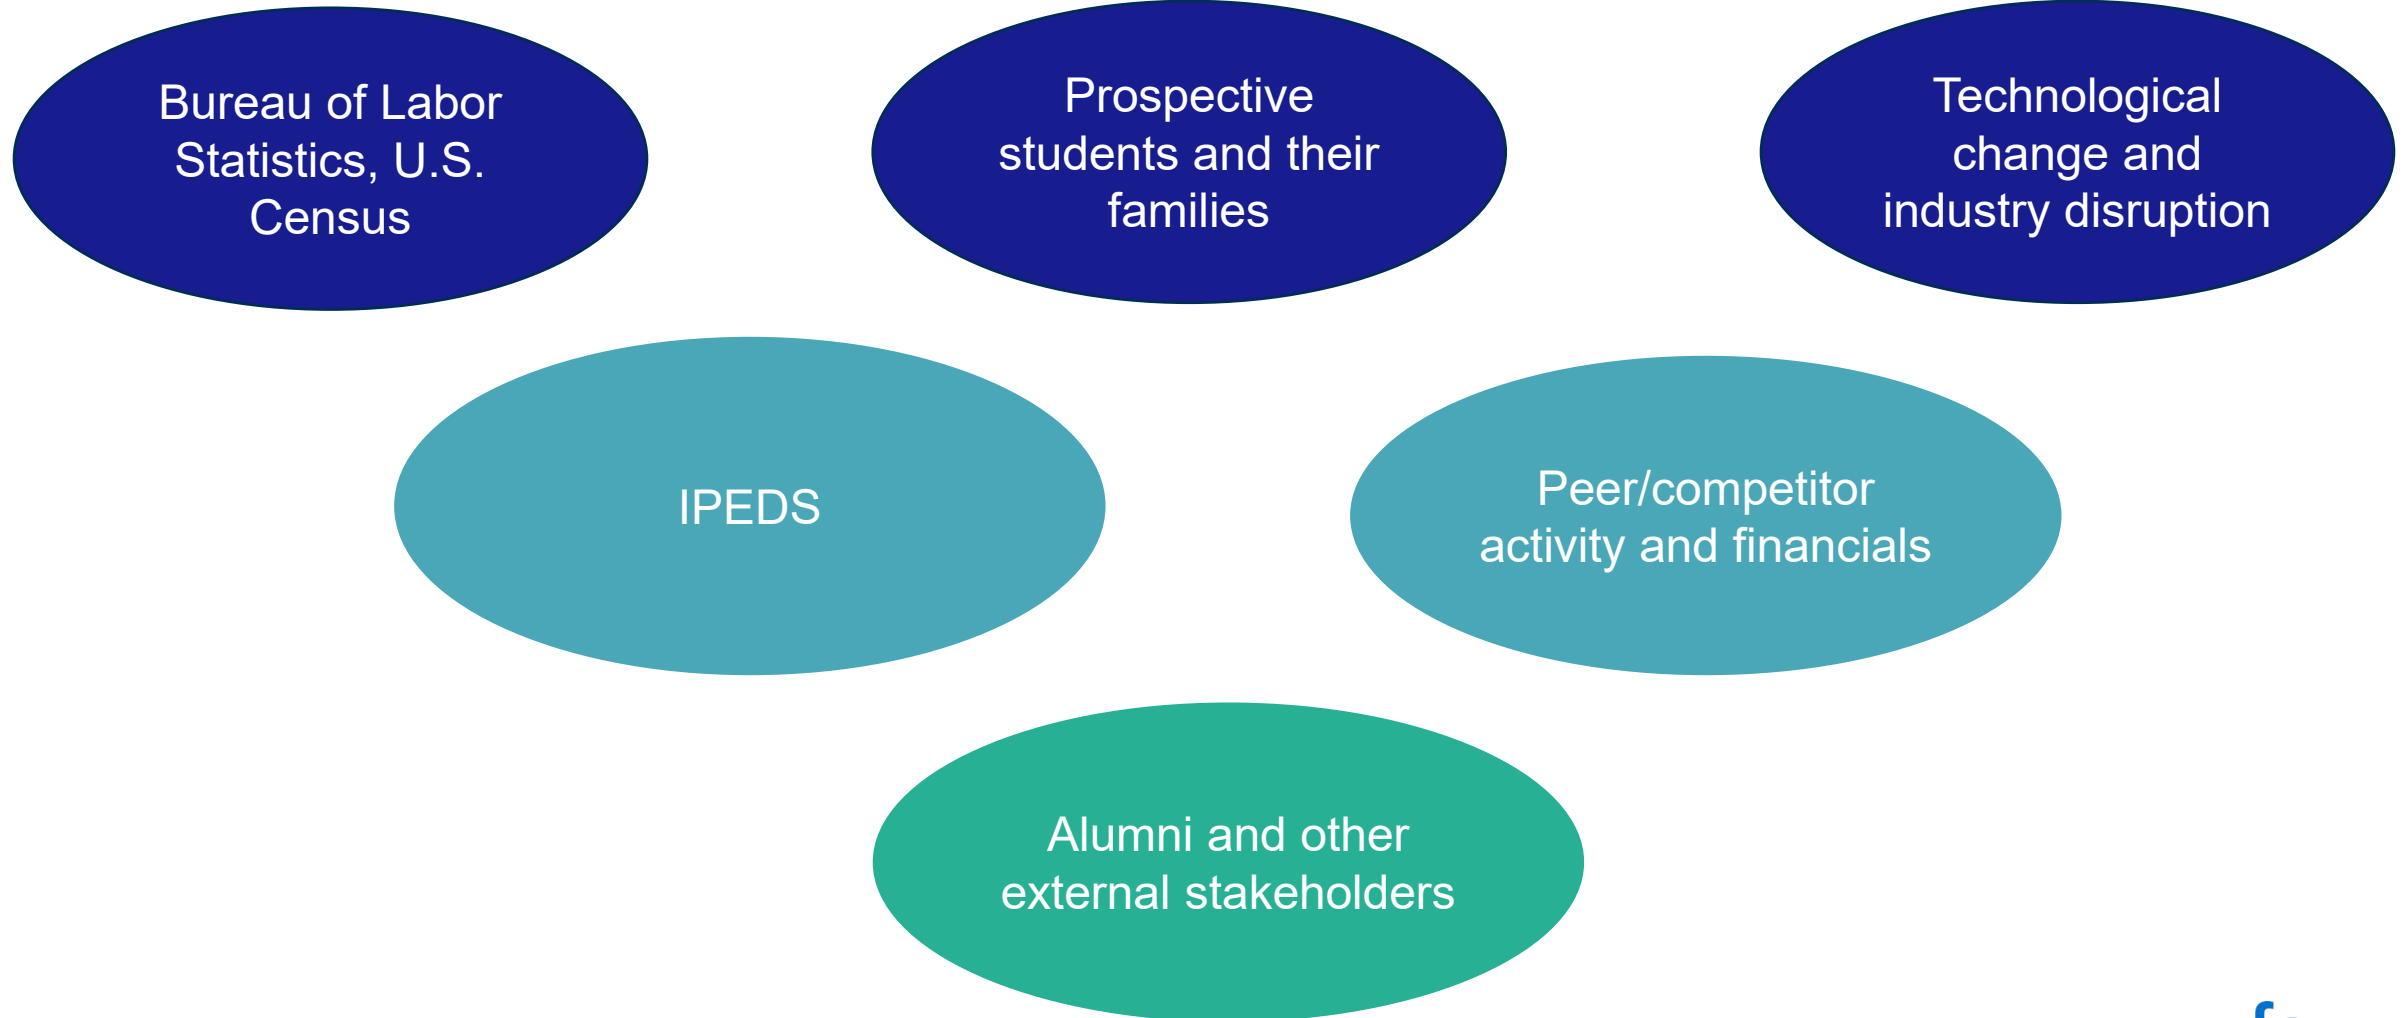 Bureau of Labor
Statistics, U.S.
Census
Prospective
students and their
families
Technological
change and
industry disruption
IPEDS
Peer/competitor
activity and financials
Alumni and other
external stakeholders